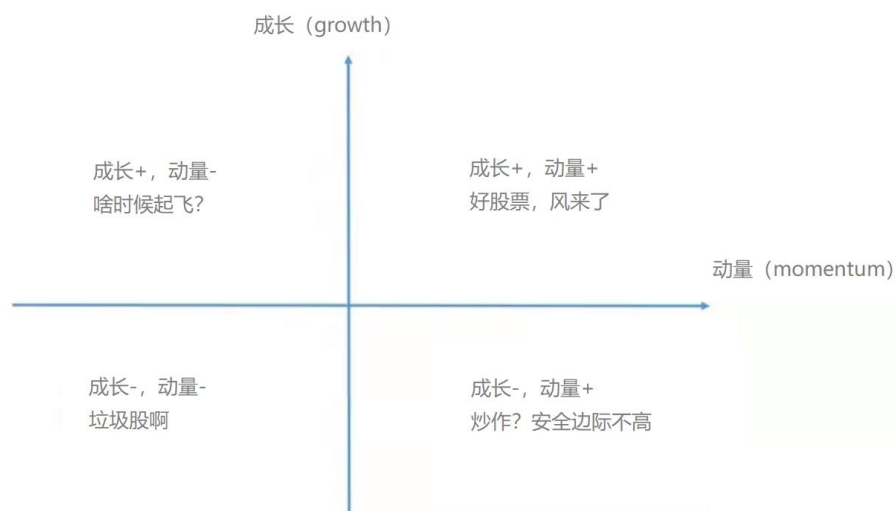 成长（growth）
成长+，动量-
啥时候起飞？
成长+，动量+
好股票，风来了
动量（momentum）
成长-，动量-
垃圾股啊
成长-，动量+
炒作？安全边际不高